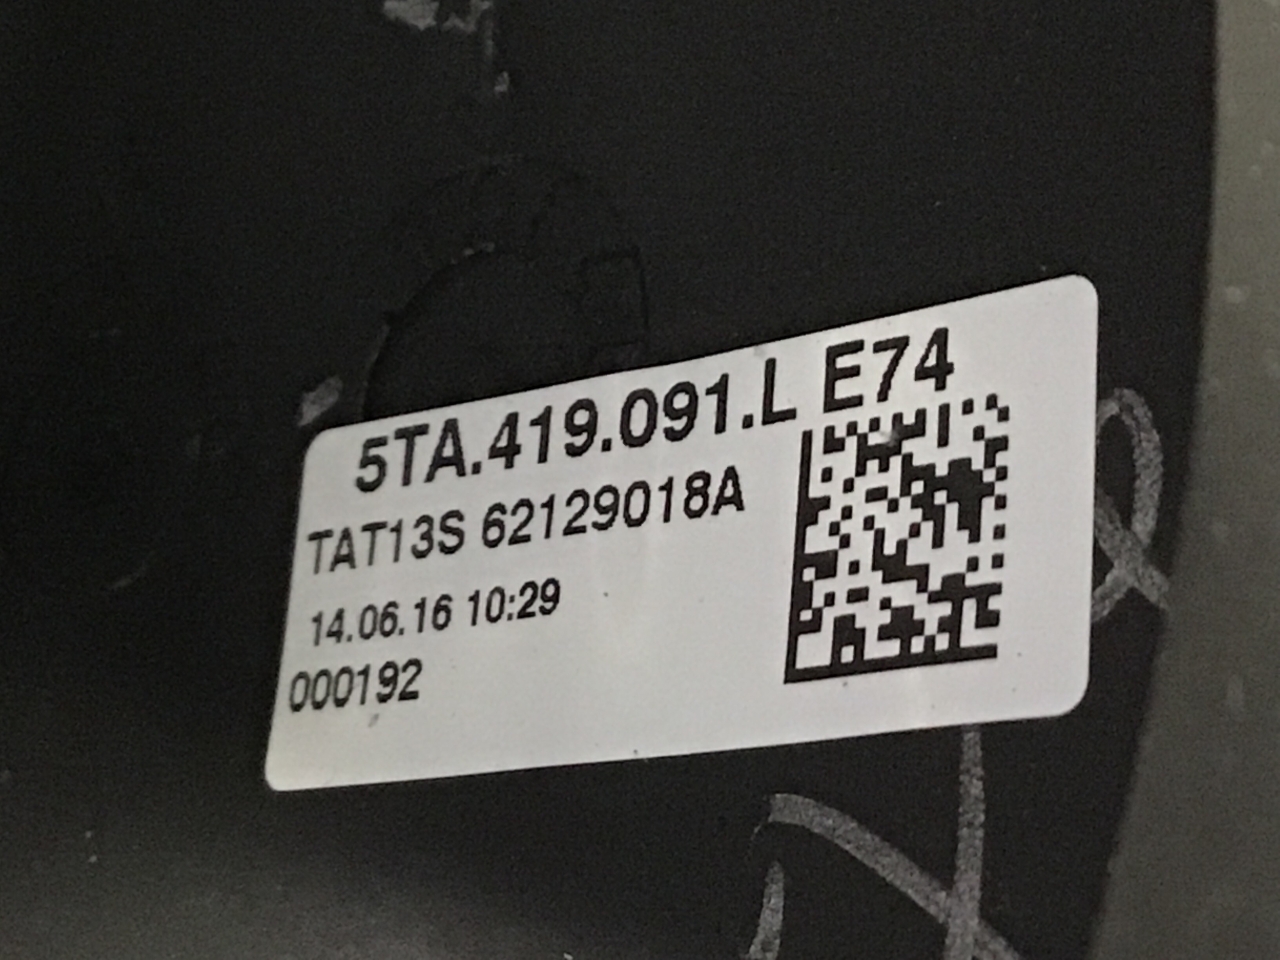 5TA.419.091.L E74
TAT13S 62129018A
14.06.16 10:29
000192